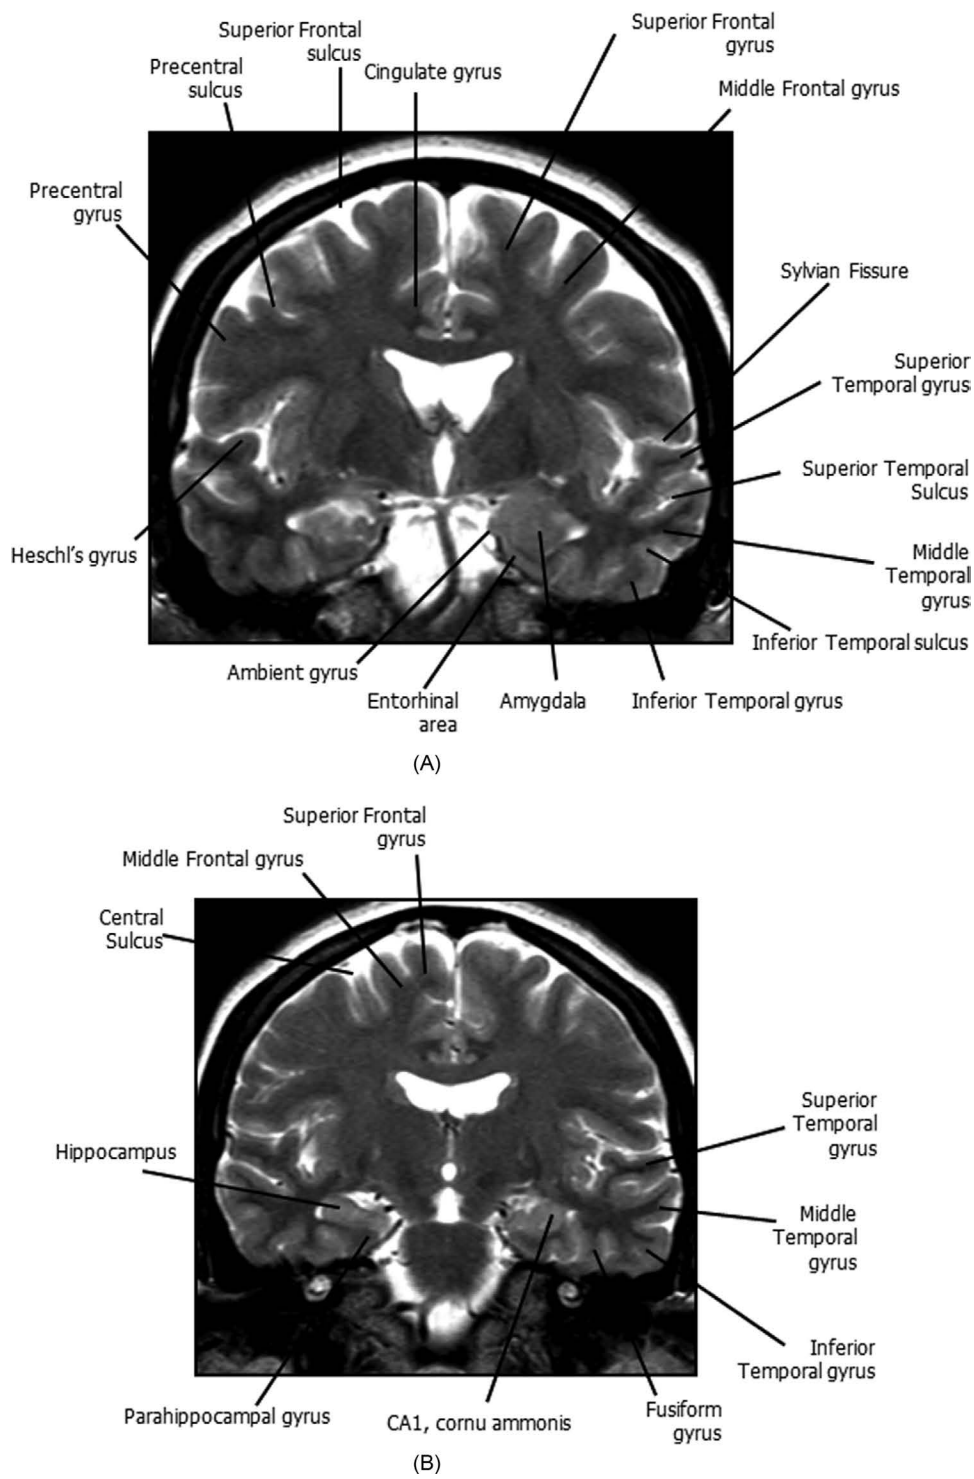 Superior Frontal
sulcus
Superior Frontal
gyrus
Precentral
sulcus
Cingulate gyrus
Middle Frontal gyrus
Precentral
gyrus
Sylvian Fissure
Superior
Temporal gyrus
Superior Temporal
Sulcus
Heschl's gyrus
Middle
Temporal
gyrus
Inferior Temporal sulcus
Ambient gyrus
Entorhinal
area
Amygdala
Inferior Temporal gyrus
(A)
Superior Frontal
gyrus
Middle Frontal gyrus
Central
Sulcus
Superior
Temporal
gyrus
Hippocampus
Middle
Temporal
gyrus
Inferior
Temporal gyrus
Parahippocampal gyrus
CA1, cornu ammonis
Fusiform
gyrus
(B)